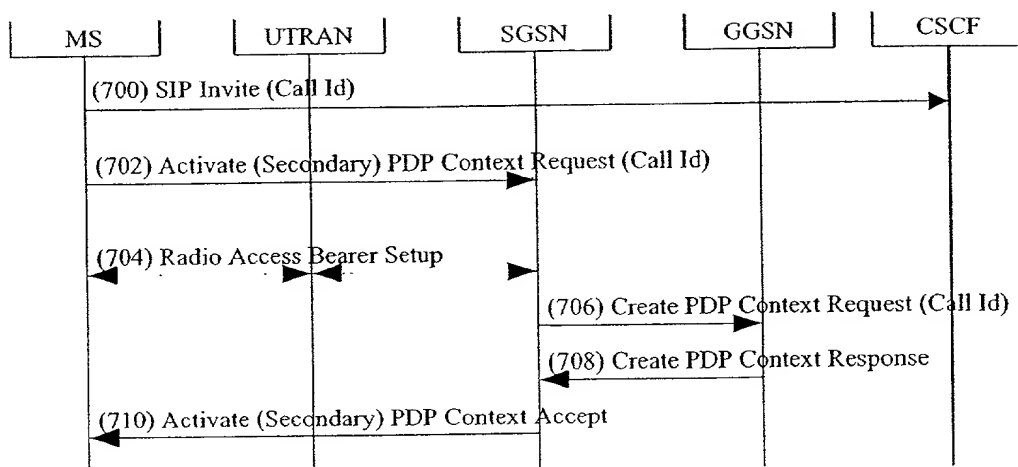 MS UTRAN SGSN GGSN CSCF
(700) SIP Invite (Call Id)
(702) Activate (Secondary) PDP Context Request (Call Id)
(704) Radio Access Bearer Setup
(706) Create PDP Context Request (Call Id)
(708) Create PDP Context Response
(710) Activate (Secondary) PDP Context Accept